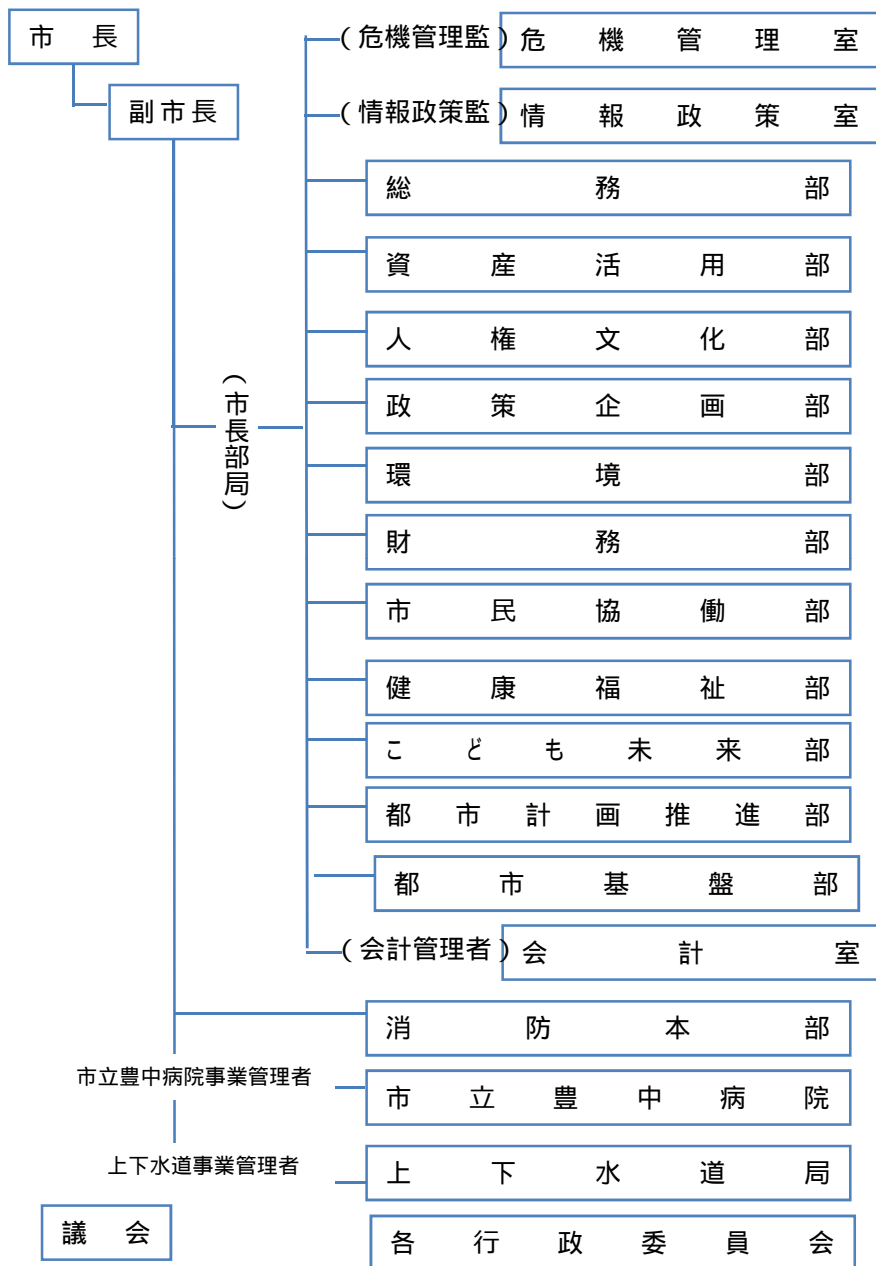 市長
副市長
（危機管理監）危機管理室
（情報政策監）情報政策室
総務部
資産活用部
人権文化部
政策企画部
（市長部局）
環境部
財務部
市民協働部
健康福祉部
こども未来部
都市計画推進部
都市基盤部
（会計管理者）会計室
消防本部
市立豊中病院事業管理者
市立豊中病院
上下水道事業管理者
上下水道局
議会
各行政委員会